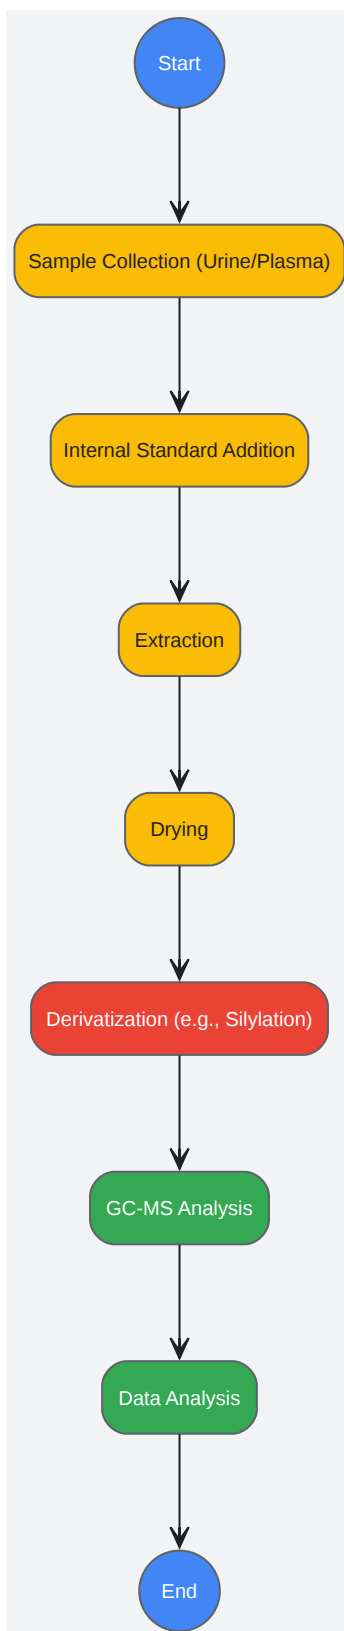 Start
Sample Collection (Urine/Plasma)
Internal Standard Addition
Extraction
Drying
Derivatization (e.g., Silylation)
GC-MS Analysis
Data Analysis
End